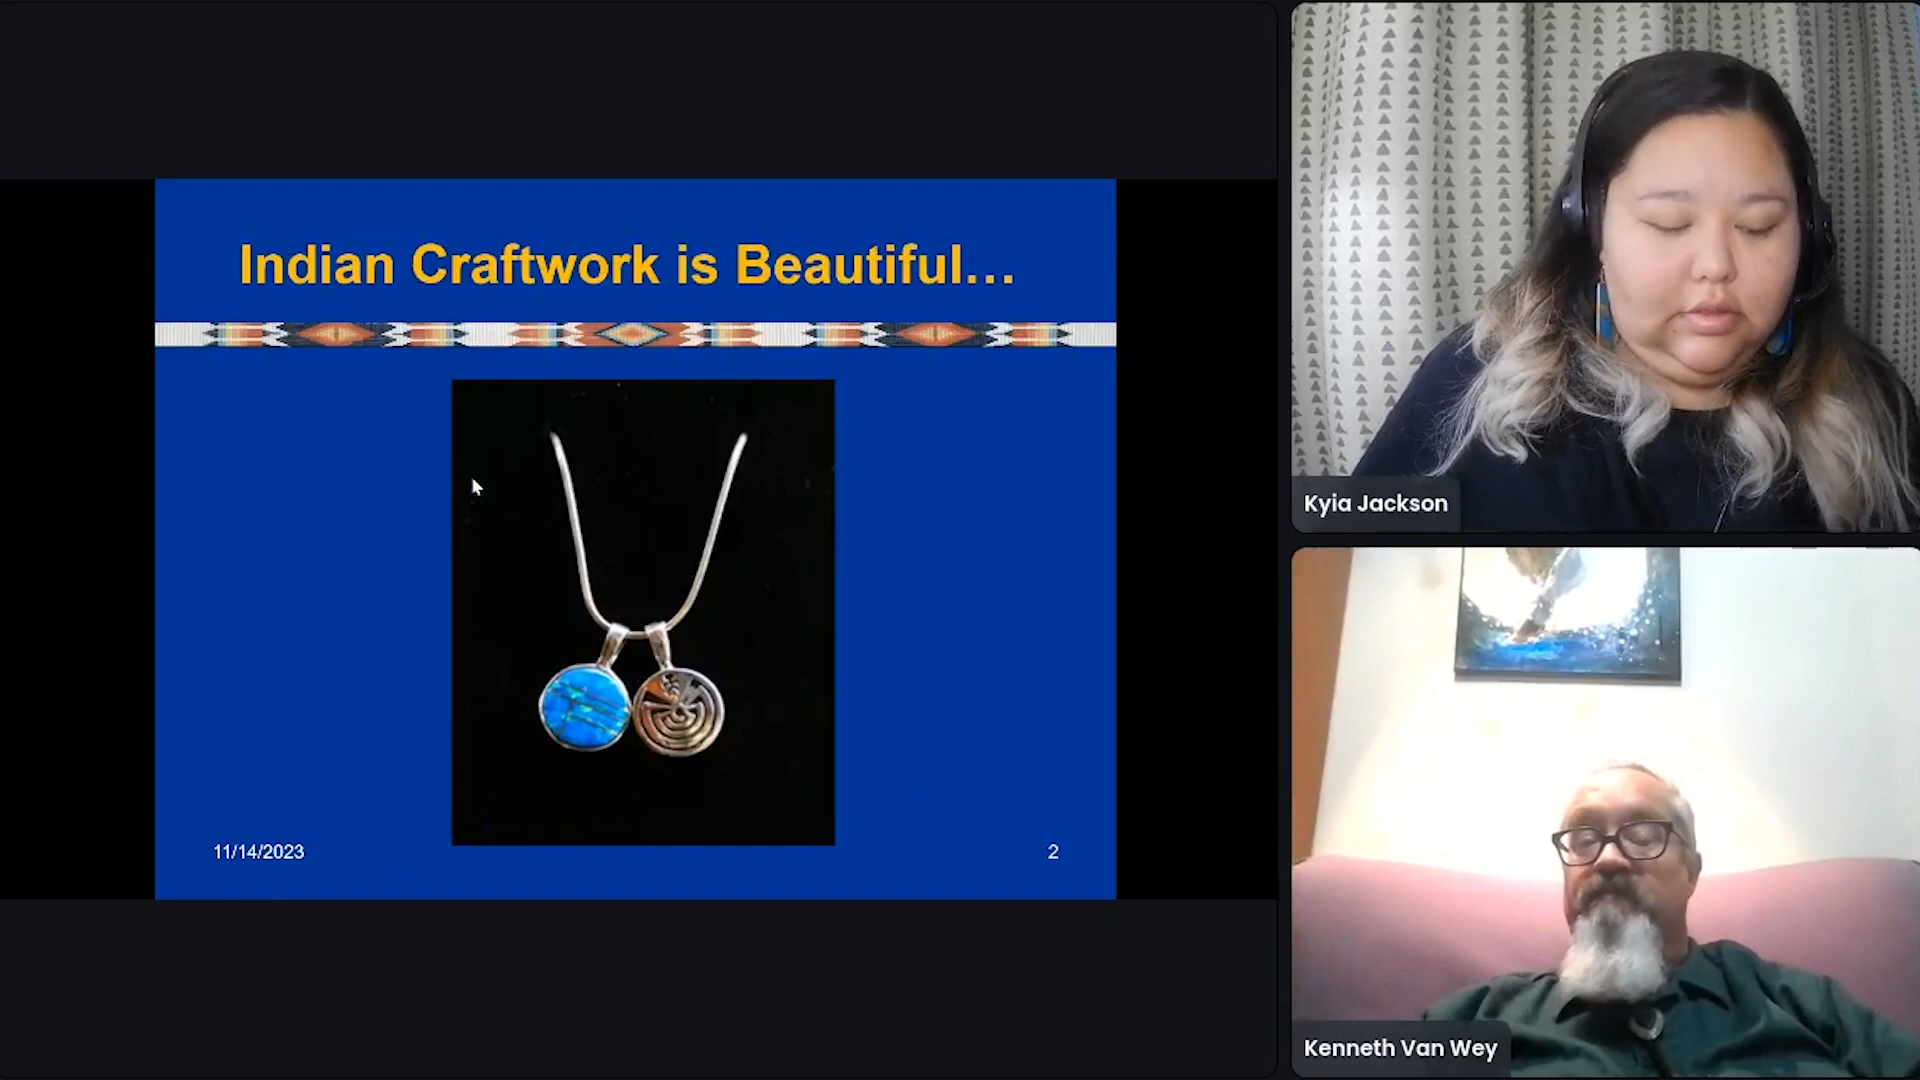 Indian Craftwork is Beautiful...
11/14/2023
2
Kyia Jackson
Kenneth Van Wey